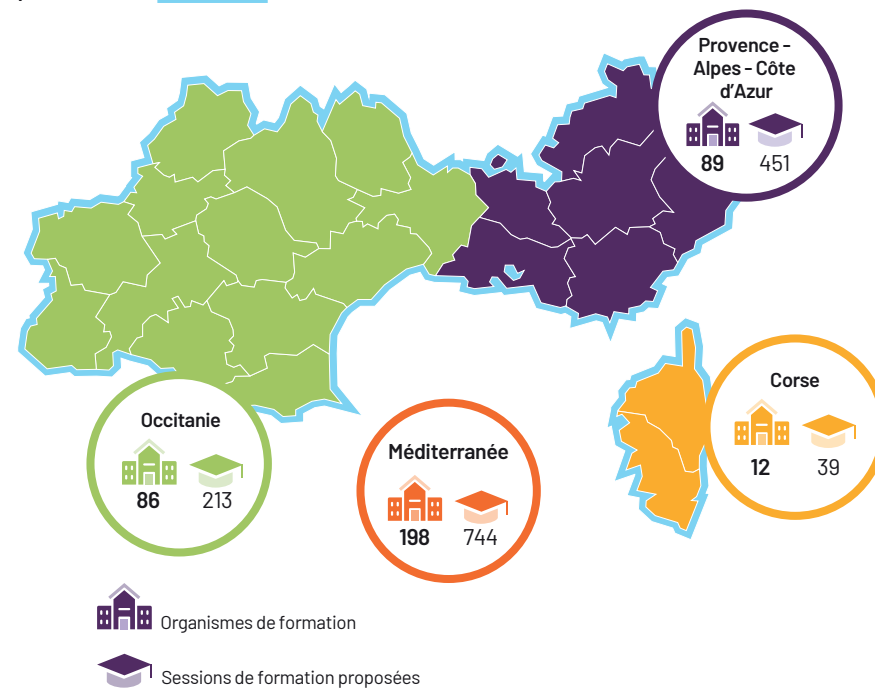 Provence -
Alpes - Côte
d'Azur
89 451
Corse
12 39
Occitanie
86 213
Méditerranée
198 744
Organismes de formation
Sessions de formation proposées